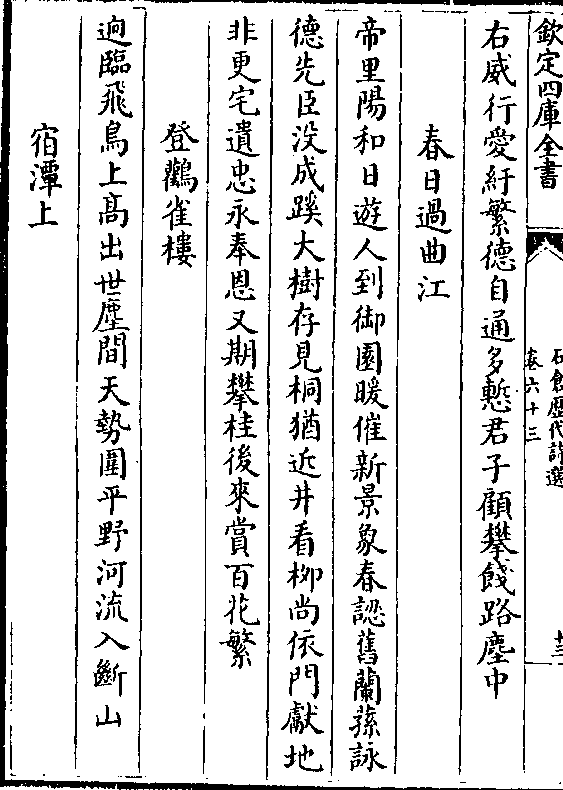 欽定四庫全書
石倉歷代詩選
卷六十三
十三
右威行愛紆繁德自通多慙君子顧攀餞路塵中
春日過曲江
帝里陽和日遊人到御園暖催新景象春認舊蘭蓀詠
德先臣沒成蹊大樹存見桐猶近井看柳尚依門獻地
非更宅遺忠永奉恩又期攀桂後來賞百花繁
登鸛雀樓
逈臨飛鳥上高出世塵間天勢圍平野河流入斷山
宿潭上